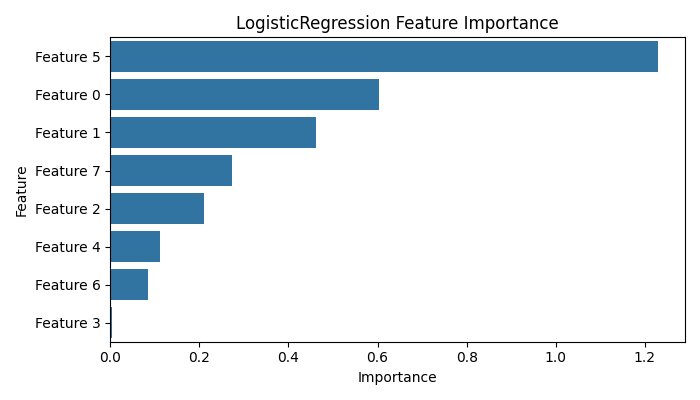 LogisticRegression Feature Importance
Feature
Feature 5
Feature 0
Feature 1
Feature 7
Feature 2
Feature 4
Feature 6
Feature 3
0.0 0.2 0.4 0.6 0.8 1.0 1.2
Importance